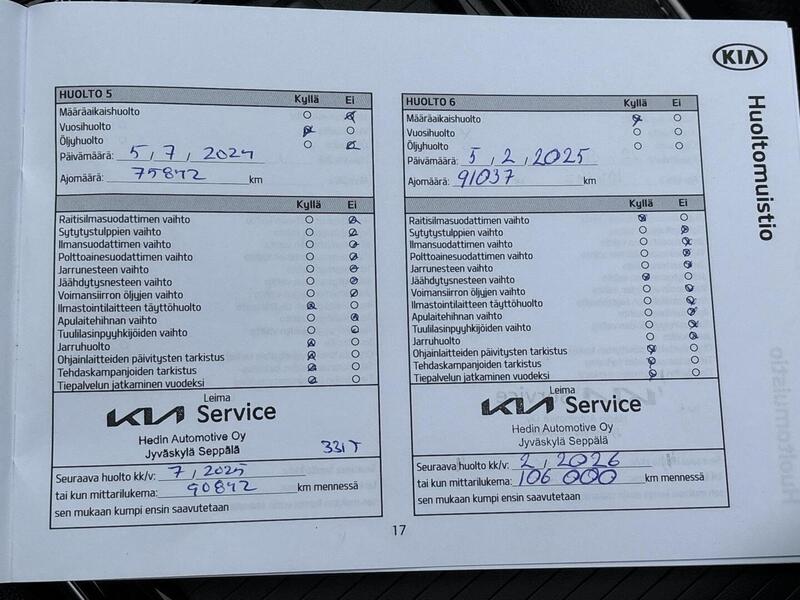 KIA
Huoltomuistio
HUOLTO 5 Kyllä Ei
Määräaikaishuolto
Vuosihuolto
Öljyhuolto
Päivämäärä: 5 / 7 / 2024
Ajomäärä: 75842 km
Kyllä Ei
Raitisilmasuodattimen vaihto
Sytytystulppien vaihto
Ilmansuodattimen vaihto
Polttoainesuodattimen vaihto
Jarrunesteen vaihto
Jäähdytysnesteen vaihto
Voimansiirron öljyjen vaihto
Ilmastointilaitteen täyttöhuolto
Apulaitehihnan vaihto
Tuulilasinpyyhkijöiden vaihto
Jarruhuolto
Ohjainlaitteiden päivitysten tarkistus
Tehdaskampanjoiden tarkistus
Tiepalvelun jatkaminen vuodeksi
Leima
KIA Service
Hedin Automotive Oy
Jyväskylä Seppälä
331T
Seuraava huolto kk/v: 7, 2025
tai kun mittarilukema: 90842 km mennessä
sen mukaan kumpi ensin saavutetaan
HUOLTO 6 Kyllä Ei
Määräaikaishuolto
Vuosihuolto
Öljyhuolto
Päivämäärä: 5, 2, 2025
Ajomäärä: 91037 km
Kyllä Ei
Raitisilmasuodattimen vaihto
Sytytystulppien vaihto
Ilmansuodattimen vaihto
Polttoainesuodattimen vaihto
Jarrunesteen vaihto
Jäähdytysnesteen vaihto
Voimansiirron öljyjen vaihto
Ilmastointilaitteen täyttöhuolto
Apulaitehihnan vaihto
Tuulilasinpyyhkijöiden vaihto
Jarruhuolto
Ohjainlaitteiden päivitysten tarkistus
Tehdaskampanjoiden tarkistus
Tiepalvelun jatkaminen vuodeksi
Leima
KIA Service
Hedin Automotive Oy
Jyväskylä Seppälä
Seuraava huolto kk/v: 2, 2026
tai kun mittarilukema: 106 000 km mennessä
sen mukaan kumpi ensin saavutetaan
17